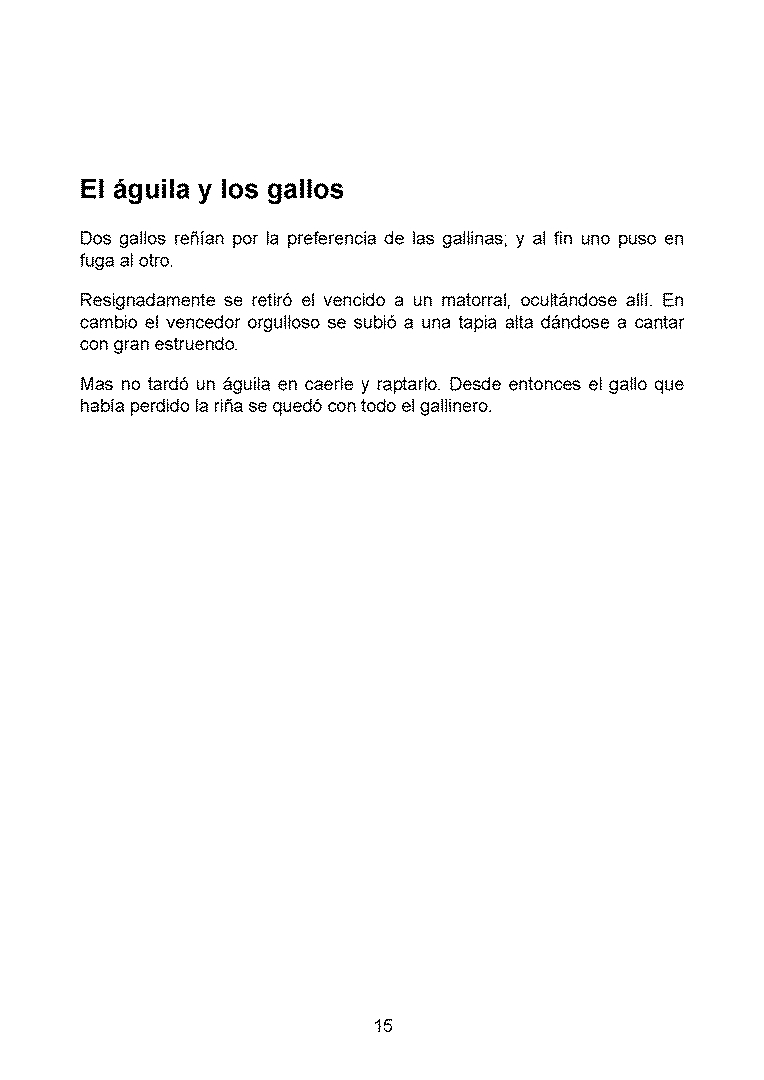 El águila y los gallos
Dos gallos reñían por la preferencia de las gallinas; y al fin uno puso en
fuga al otro.
Resignadamente se retiró el vencido a un matorral, ocultándose allí. En
cambio el vencedor orgulloso se subió a una tapia alta dándose a cantar
con gran estruendo.
Mas no tardó un águila en caerle y raptarlo. Desde entonces el gallo que
había perdido la riña se quedó con todo el gallinero.
15